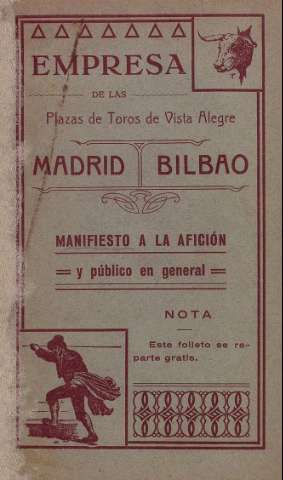 EMPRESA
DE LAS
Plazas de Toros de Vista Alegre
MADRID BILBAO
MANIFIESTO A LA AFICIÓN
y público en general
NOTA
Este folleto se re-
parte gratis.